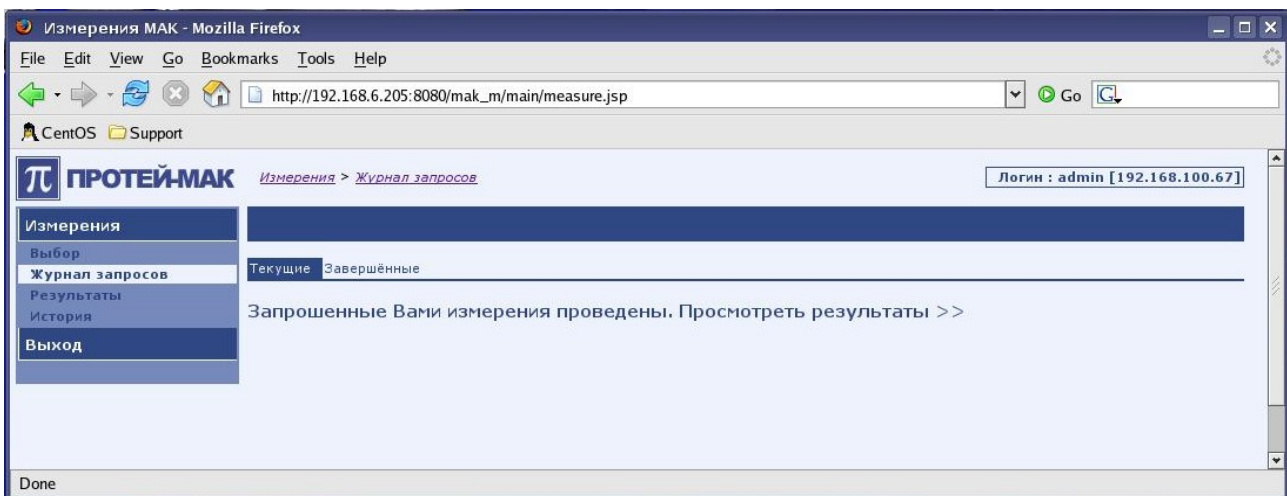 Измерения МАК - Mozilla Firefox
File Edit View Go Bookmarks Tools Help
http://192.168.6.205:8080/mak_m/main/measure.jsp Go G
CentOS Support
π ПРОТЕЙ-МАК Измерения > Журнал запросов Логин : admin [192.168.100.67]
Измерения
Выбор
Журнал запросов
Результаты
История
Выход
Текущие Завершённые
Запрошенные Вами измерения проведены. Просмотреть результаты >>
Done